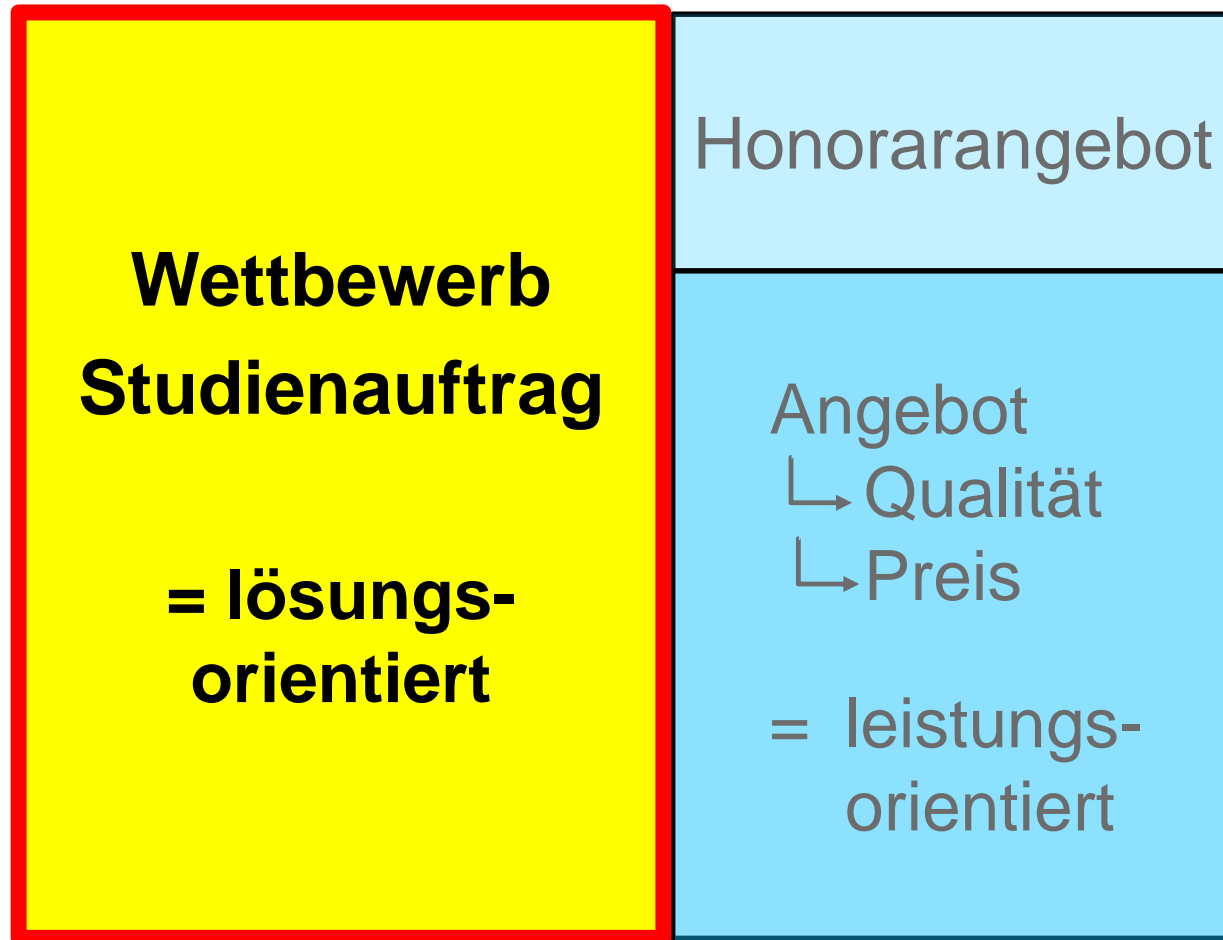 Wettbewerb
Studienauftrag
= lösungs-
orientiert
Honorarangebot
Angebot
Qualität
Preis
= leistungs-
orientiert